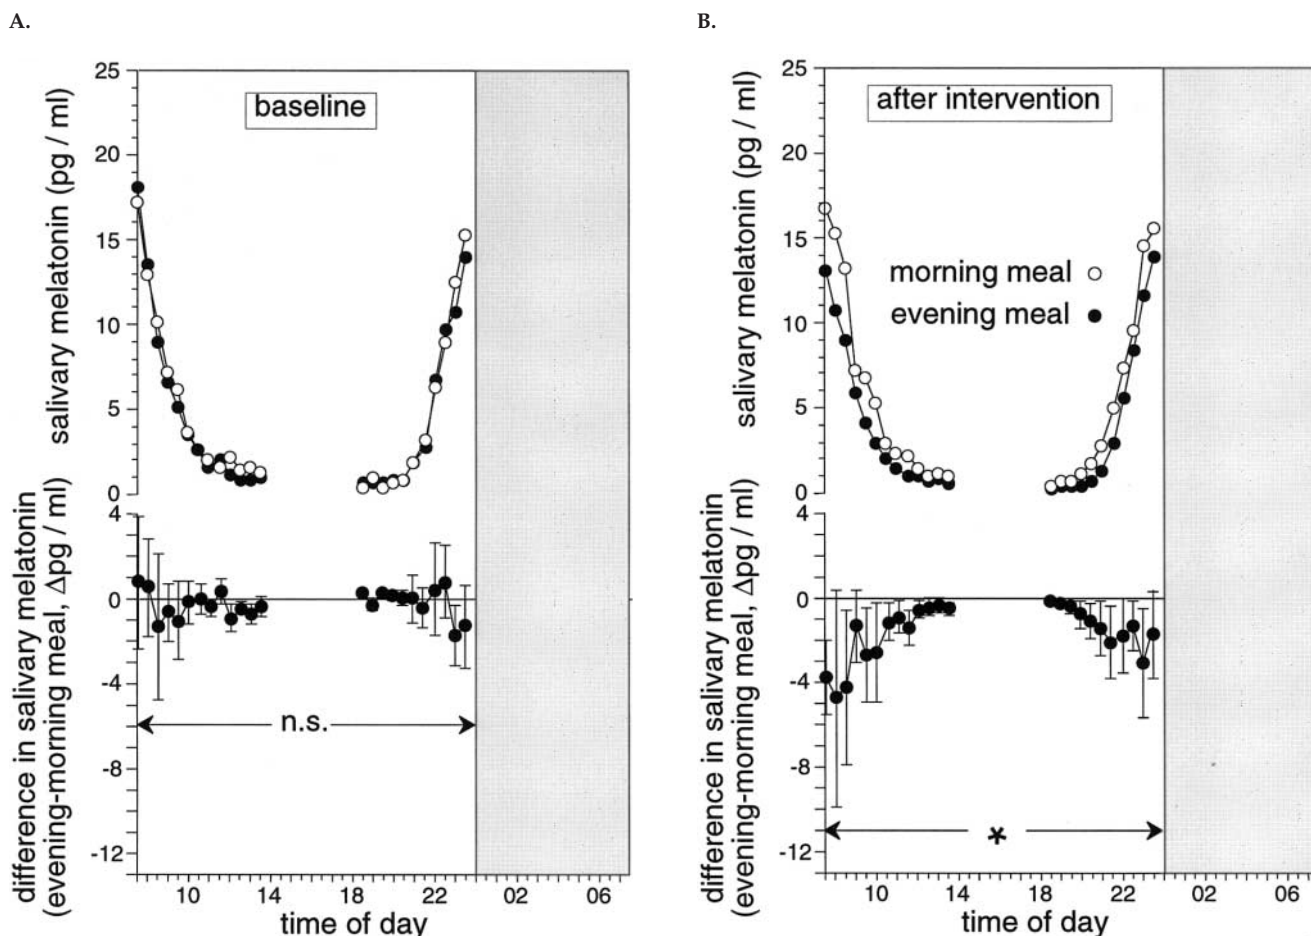 A.
baseline
salivary melatonin (pg / ml)
25
20
15
10
5
0
difference in salivary melatonin
(evening-morning meal, Δpg / ml)
4
0
-4
-8
-12
n.s.
10
14
18
22
02
06
time of day
B.
after intervention
morning meal
evening meal
salivary melatonin (pg / ml)
25
20
15
10
5
0
difference in salivary melatonin
(evening-morning meal, Δpg / ml)
4
0
-4
-8
-12
*
10
14
18
22
02
06
time of day